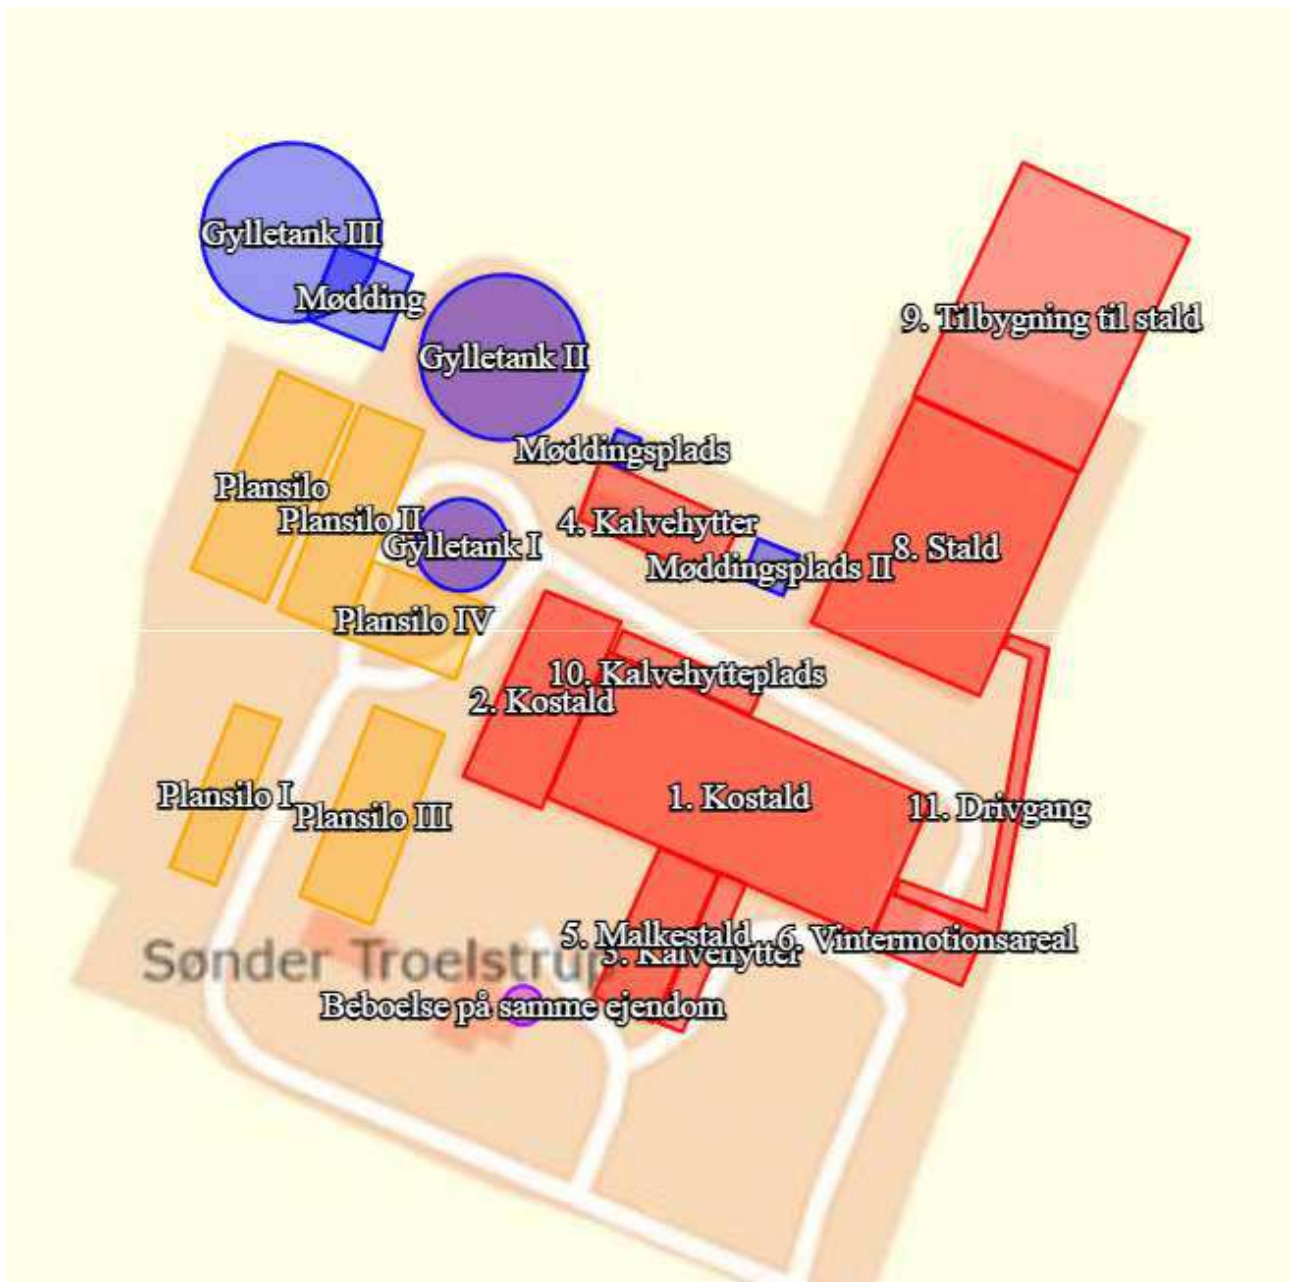 Gylletank III
Mødding
9. Tilbygning til stald
Gylletank II
Møddingsplads
Plansilo
Plansilo II
4. Kalvehytter
Gylletank I
8. Stald
Møddingsplads II
Plansilo IV
10. Kalvehytteplads
2. Kostald
Plansilo I
1. Kostald
11. Drivgang
Plansilo III
5. Malkestald
6. Vintermotionsareal
Kalvehytter
Sønder Troelstrup
Beboelse på samme ejendom